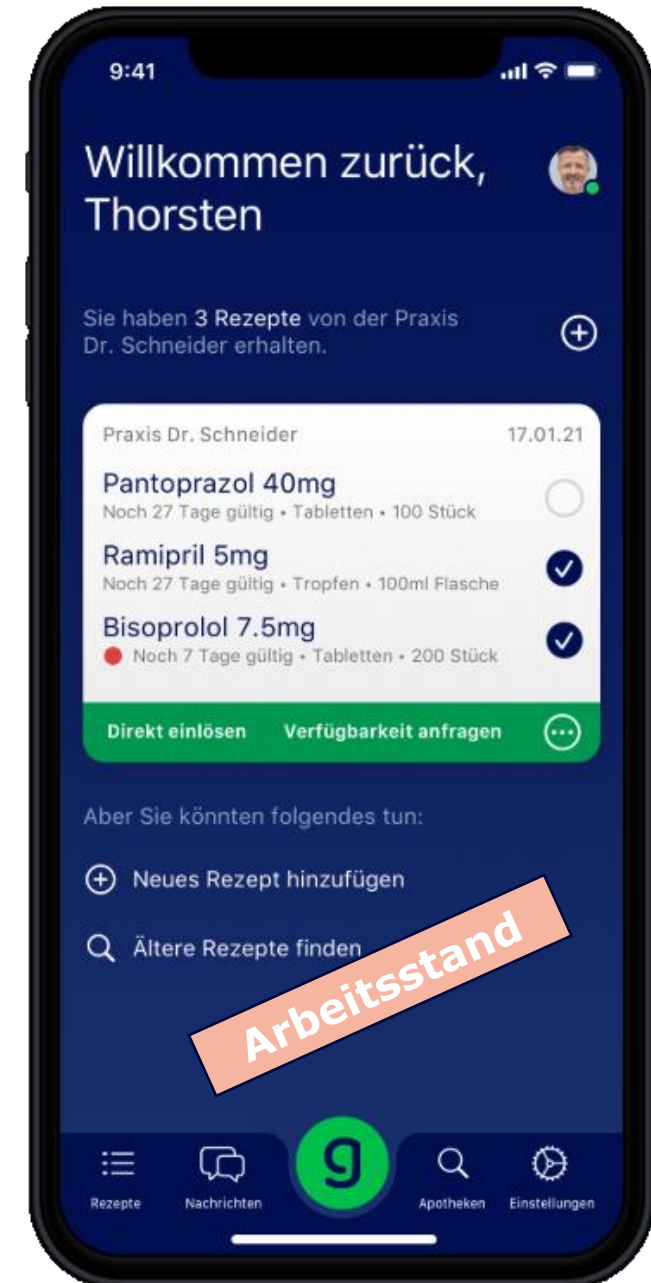 9:41
Willkommen zurück,
Thorsten
Sie haben 3 Rezepte von der Praxis
Dr. Schneider erhalten.
Praxis Dr. Schneider 17.01.21
Pantoprazol 40mg
Noch 27 Tage gültig • Tabletten • 100 Stück
Ramipril 5mg
Noch 27 Tage gültig • Tropfen • 100ml Flasche
Bisoprolol 7.5mg
Noch 7 Tage gültig • Tabletten • 200 Stück
Direkt einlösen Verfügbarkeit anfragen
Aber Sie könnten folgendes tun:
Neues Rezept hinzufügen
Ältere Rezepte finden
Arbeitsstand
g
Rezepte Nachrichten Apotheken Einstellungen